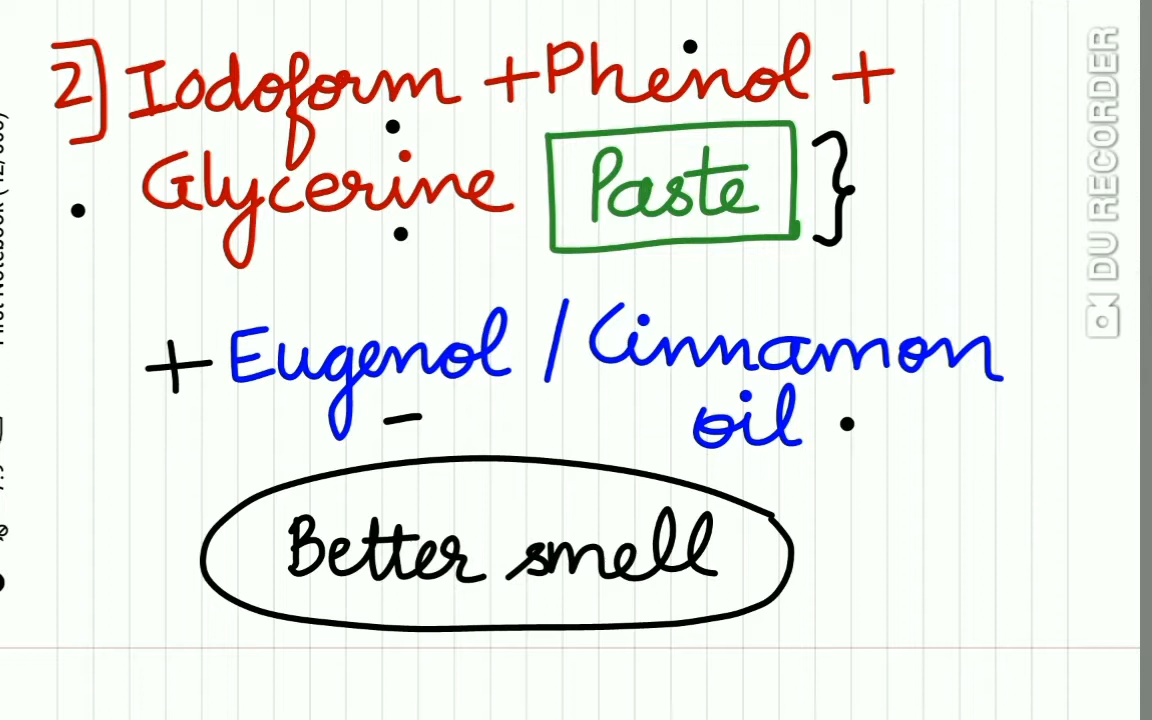 2] Iodoform + Phenol +
Glycerine Paste }
+ Eugenol / Cinnamon
oil
Better smell
DU RECORDER